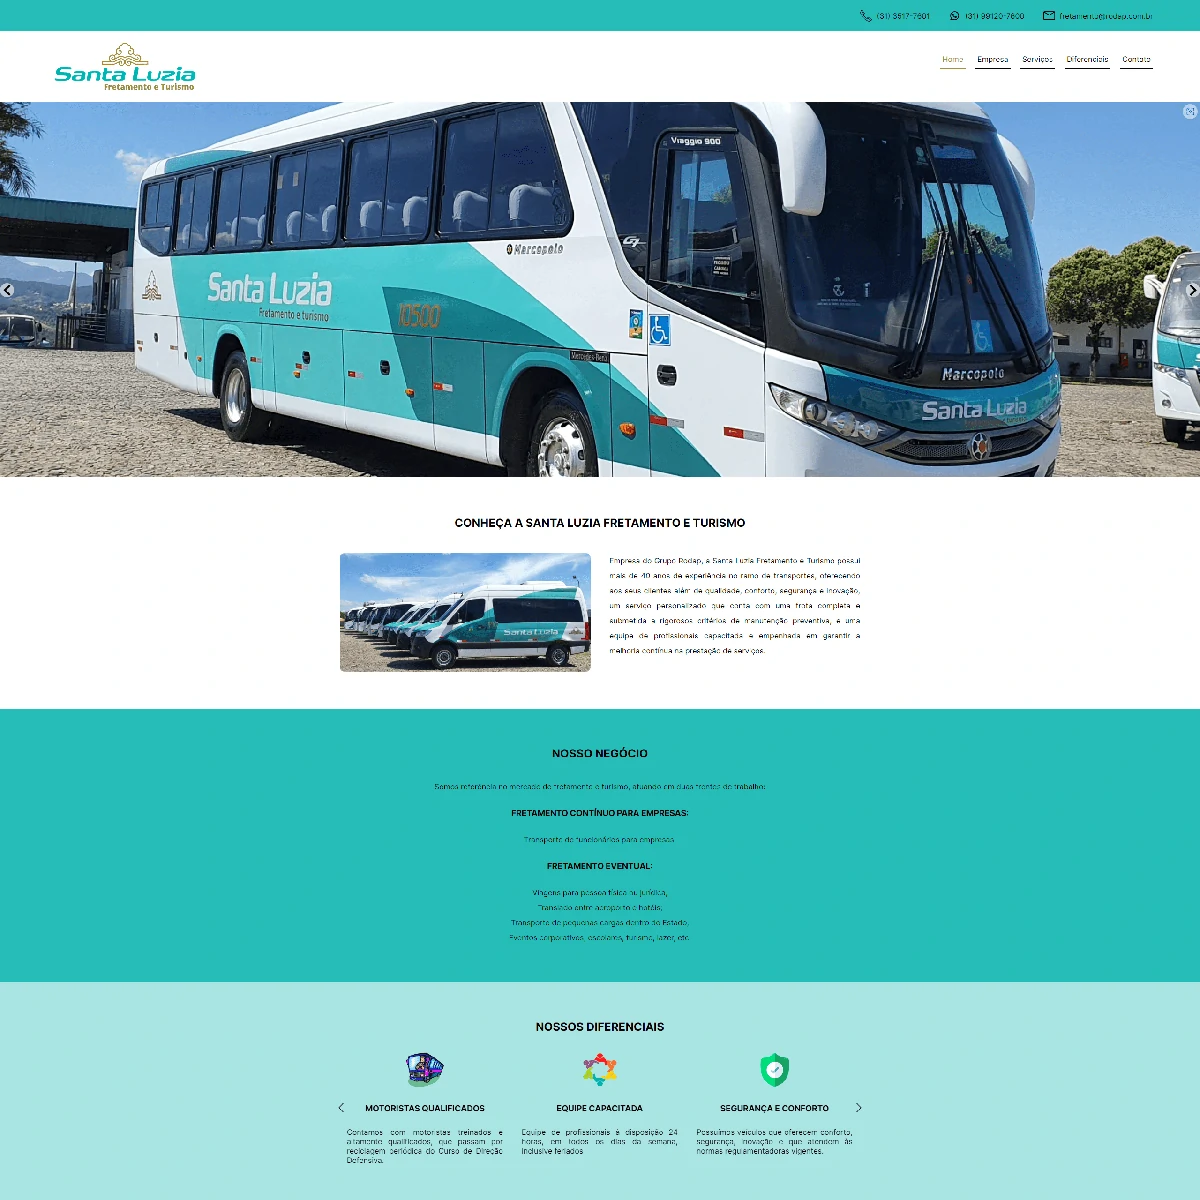 (31) 3517-7601
(31) 99120-7600
fretamento@rodap.com.br
Santa Luzia
Fretamento e Turismo
Home
Empresa
Serviços
Diferenciais
Contato
Viaggio 900
G7
Marcopolo
Santa Luzia
Fretamento e turismo
10500
Mercedes-Benz
Marcopolo
Santa Luzia
CONHEÇA A SANTA LUZIA FRETAMENTO E TURISMO
Santa Luzia
Empresa do Grupo Rodap, a Santa Luzia Fretamento e Turismo possui
mais de 40 anos de experiência no ramo de transportes, oferecendo
aos seus clientes além de qualidade, conforto, segurança e inovação,
um serviço personalizado que conta com uma frota completa e
submetida a rigorosos critérios de manutenção preventiva, e uma
equipe de profissionais capacitada e empenhada em garantir a
melhoria contínua na prestação de serviços.
NOSSO NEGÓCIO
Somos referência no mercado de fretamento e turismo, atuando em duas frentes de trabalho:
FRETAMENTO CONTÍNUO PARA EMPRESAS:
Transporte de funcionários para empresas
FRETAMENTO EVENTUAL:
Viagens para pessoa física ou jurídica;
Translado entre aeroporto e hotéis;
Transporte de pequenas cargas dentro do Estado;
Eventos corporativos, escolares, turismo, lazer, etc
NOSSOS DIFERENCIAIS
MOTORISTAS QUALIFICADOS
Contamos com motoristas treinados e
altamente qualificados, que passam por
reciclagem periódica do Curso de Direção
Defensiva.
EQUIPE CAPACITADA
Equipe de profissionais à disposição 24
horas, em todos os dias da semana,
inclusive feriados
SEGURANÇA E CONFORTO
Possuímos veículos que oferecem conforto,
segurança, inovação e que atendem às
normas regulamentadoras vigentes.